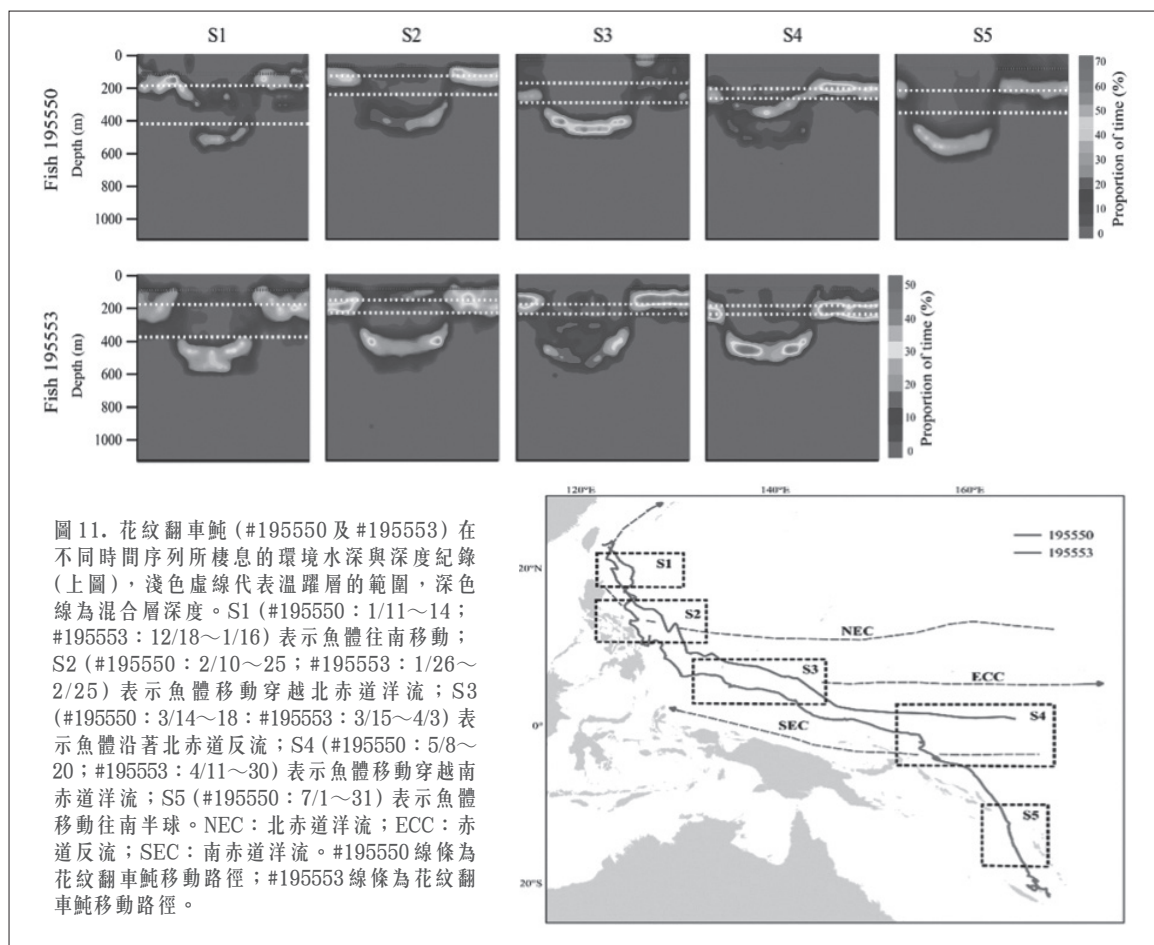 S1 S2 S3 S4 S5
Fish 195550
Depth (m)
0
200
400
600
800
1000
70
60
50
40
30
20
10
0
Proportion of time (%)
Fish 195553
Depth (m)
0
200
400
600
800
1000
50
40
30
20
10
0
Proportion of time (%)
120°E 140°E 160°E
20°N
0°
20°S
195550
195553
S1
S2
NEC
S3
ECC
SEC
S4
S5
圖 11. 花紋翻車魨 (#195550 及 #195553) 在
不同時間序列所棲息的環境水深與深度紀錄
(上圖)，淺色虛線代表溫躍層的範圍，深色
線為混合層深度。S1 (#195550：1/11～14；
#195553：12/18～1/16) 表示魚體往南移動；
S2 (#195550：2/10～25；#195553：1/26～
2/25) 表示魚體移動穿越北赤道洋流；S3
(#195550：3/14～18：#195553：3/15～4/3) 表
示魚體沿著北赤道反流；S4 (#195550：5/8～
20；#195553：4/11～30) 表示魚體移動穿越南
赤道洋流；S5 (#195550：7/1～31) 表示魚體
移動往南半球。NEC：北赤道洋流；ECC：赤
道反流；SEC：南赤道洋流。#195550 線條為
花紋翻車魨移動路徑；#195553 線條為花紋翻
車魨移動路徑。